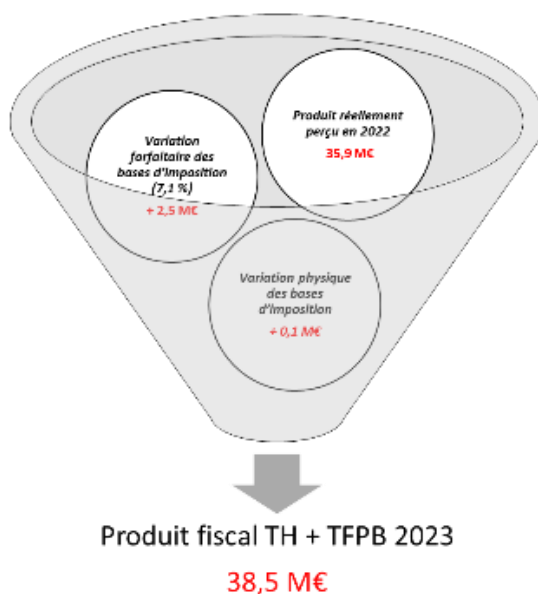 Produit réellement
perçu en 2022
35,9 M€
Variation
forfaitaire des
bases d'imposition
(7,1 %)
+ 2,5 M€
Variation physique
des bases
d'imposition
+ 0,1 M€
Produit fiscal TH + TFPB 2023
38,5 M€